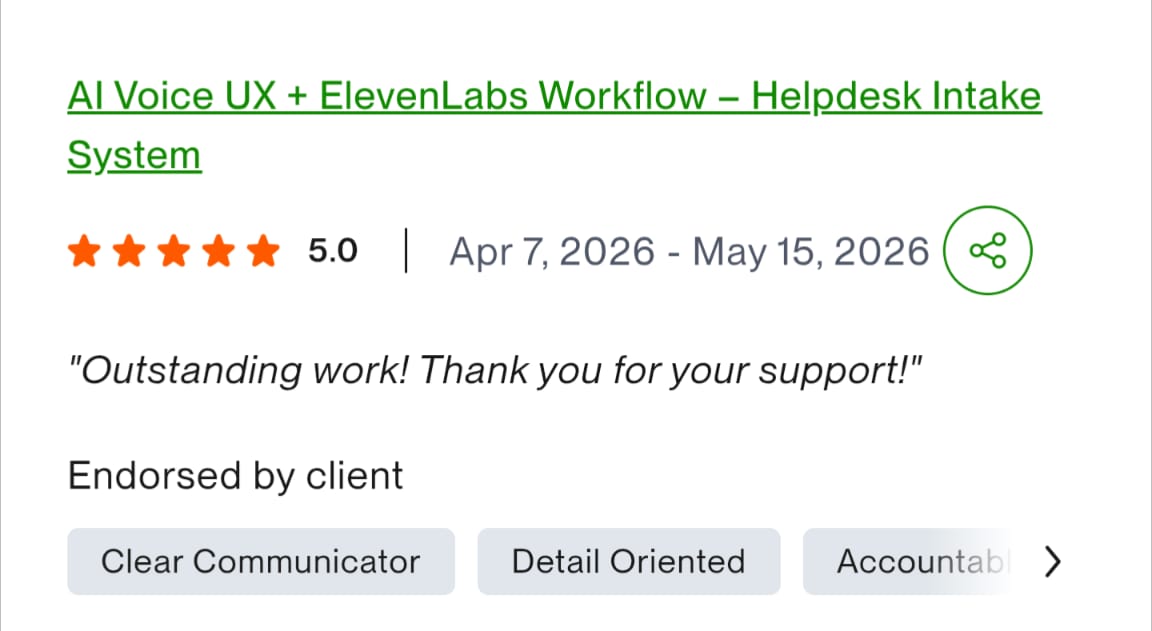 AI Voice UX + ElevenLabs Workflow – Helpdesk Intake
System
5.0 | Apr 7, 2026 - May 15, 2026
"Outstanding work! Thank you for your support!"
Endorsed by client
Clear Communicator Detail Oriented